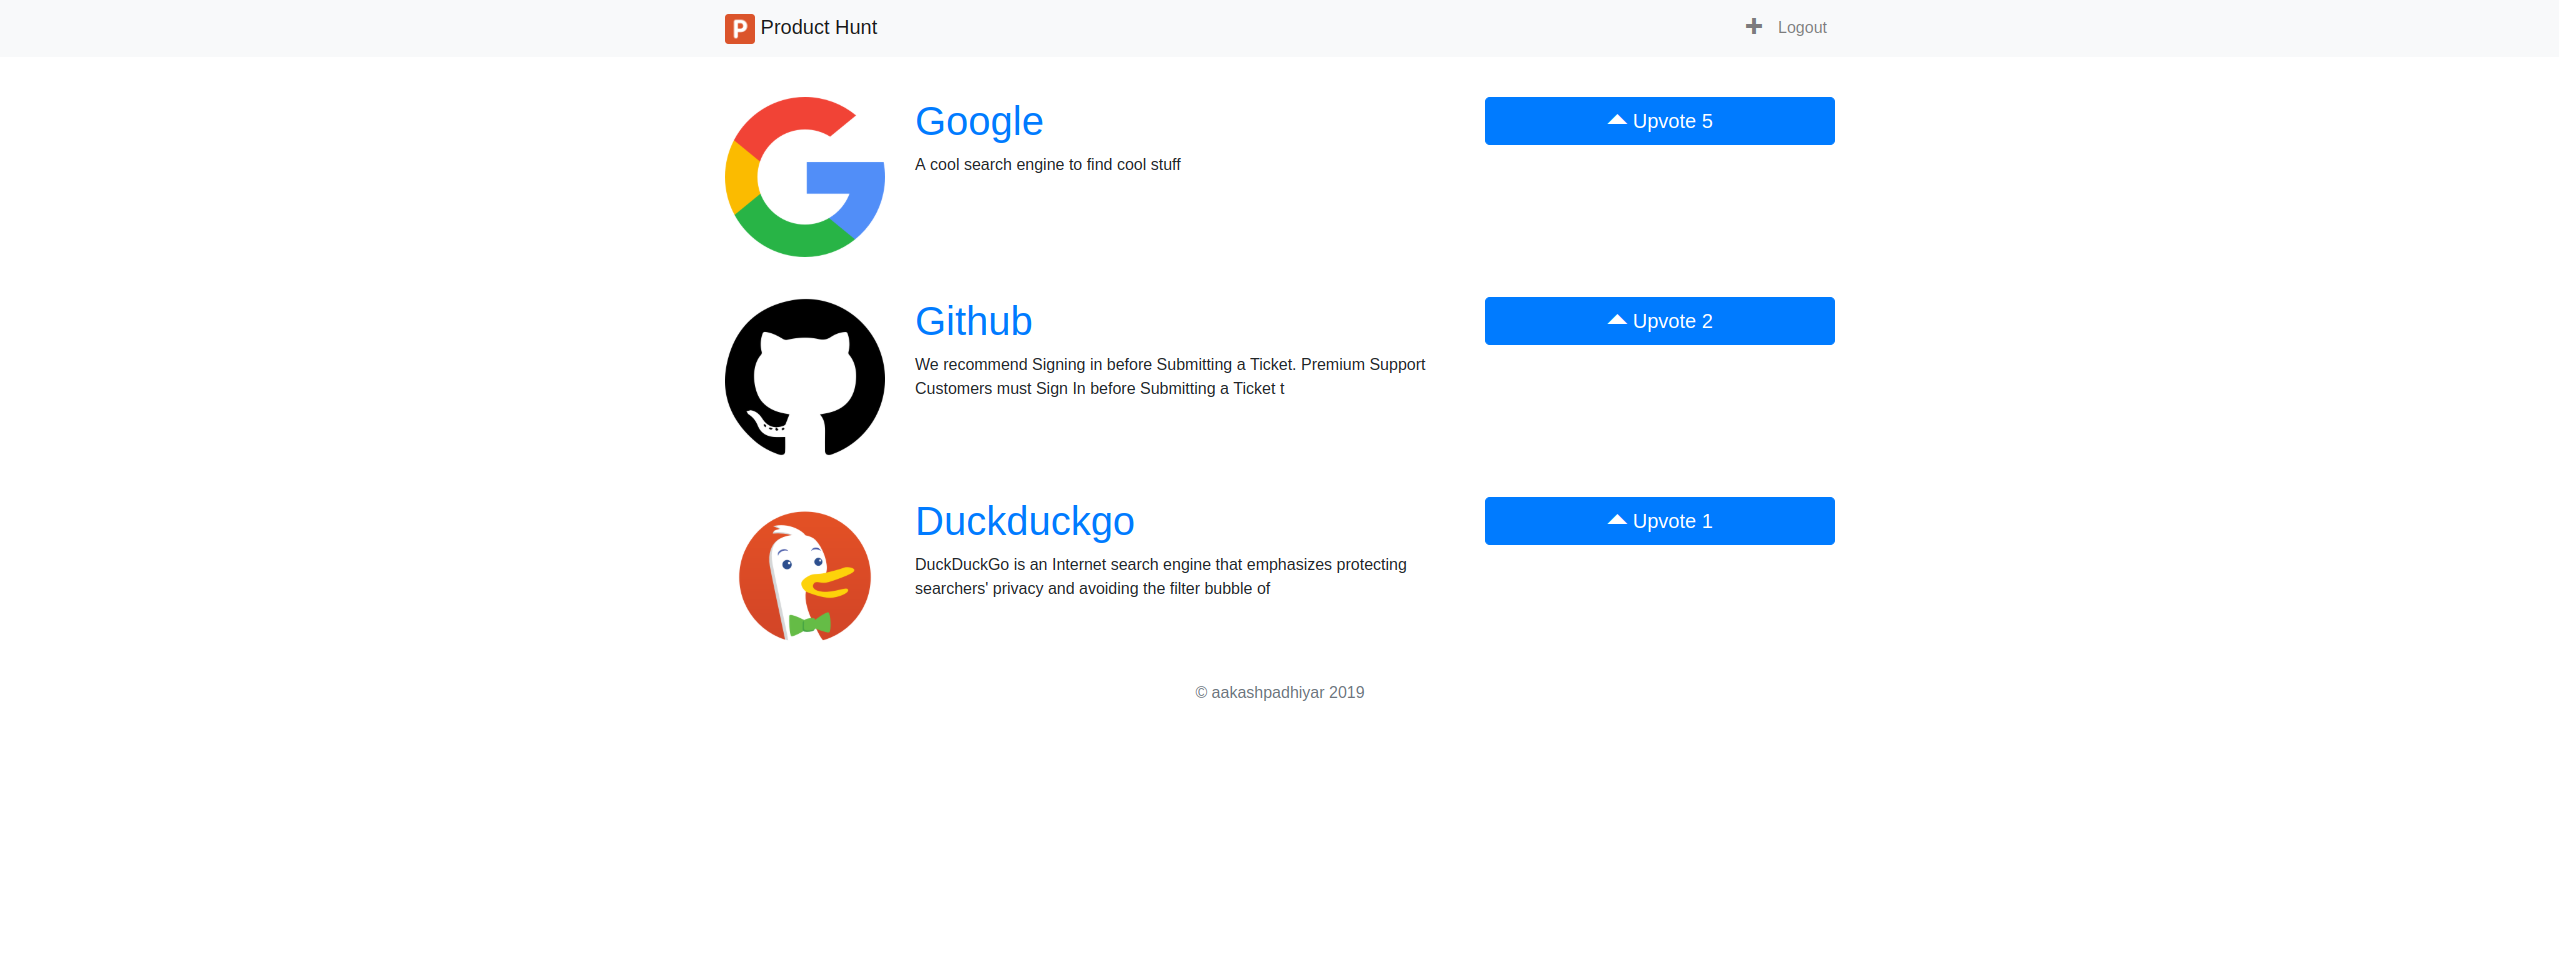 P Product Hunt
Logout
Google
Upvote 5
A cool search engine to find cool stuff
Github
Upvote 2
We recommend Signing in before Submitting a Ticket. Premium Support
Customers must Sign In before Submitting a Ticket t
Duckduckgo
Upvote 1
DuckDuckGo is an Internet search engine that emphasizes protecting
searchers' privacy and avoiding the filter bubble of
© aakashpadhiyar 2019